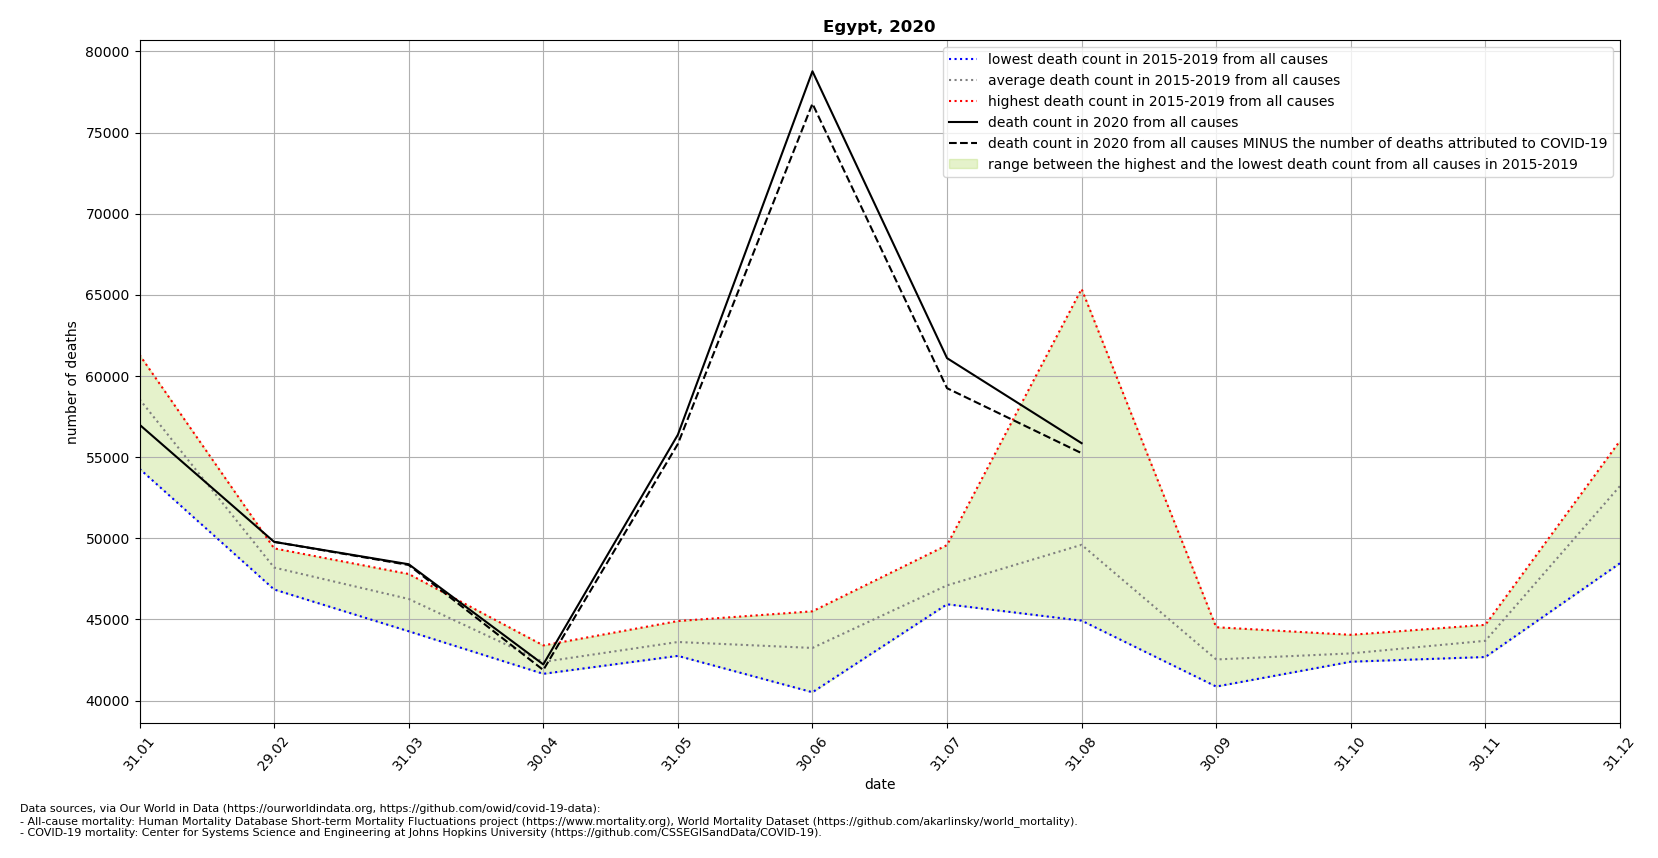 Egypt, 2020
80000
75000
70000
65000
60000
55000
50000
45000
40000
number of deaths
lowest death count in 2015-2019 from all causes
average death count in 2015-2019 from all causes
highest death count in 2015-2019 from all causes
death count in 2020 from all causes
death count in 2020 from all causes MINUS the number of deaths attributed to COVID-19
range between the highest and the lowest death count from all causes in 2015-2019
31.01
29.02
31.03
30.04
31.05
30.06
31.07
31.08
30.09
31.10
30.11
31.12
date
Data sources, via Our World in Data (https://ourworldindata.org, https://github.com/owid/covid-19-data):
- All-cause mortality: Human Mortality Database Short-term Mortality Fluctuations project (https://www.mortality.org), World Mortality Dataset (https://github.com/akarlinsky/world_mortality).
- COVID-19 mortality: Center for Systems Science and Engineering at Johns Hopkins University (https://github.com/CSSEGISandData/COVID-19).